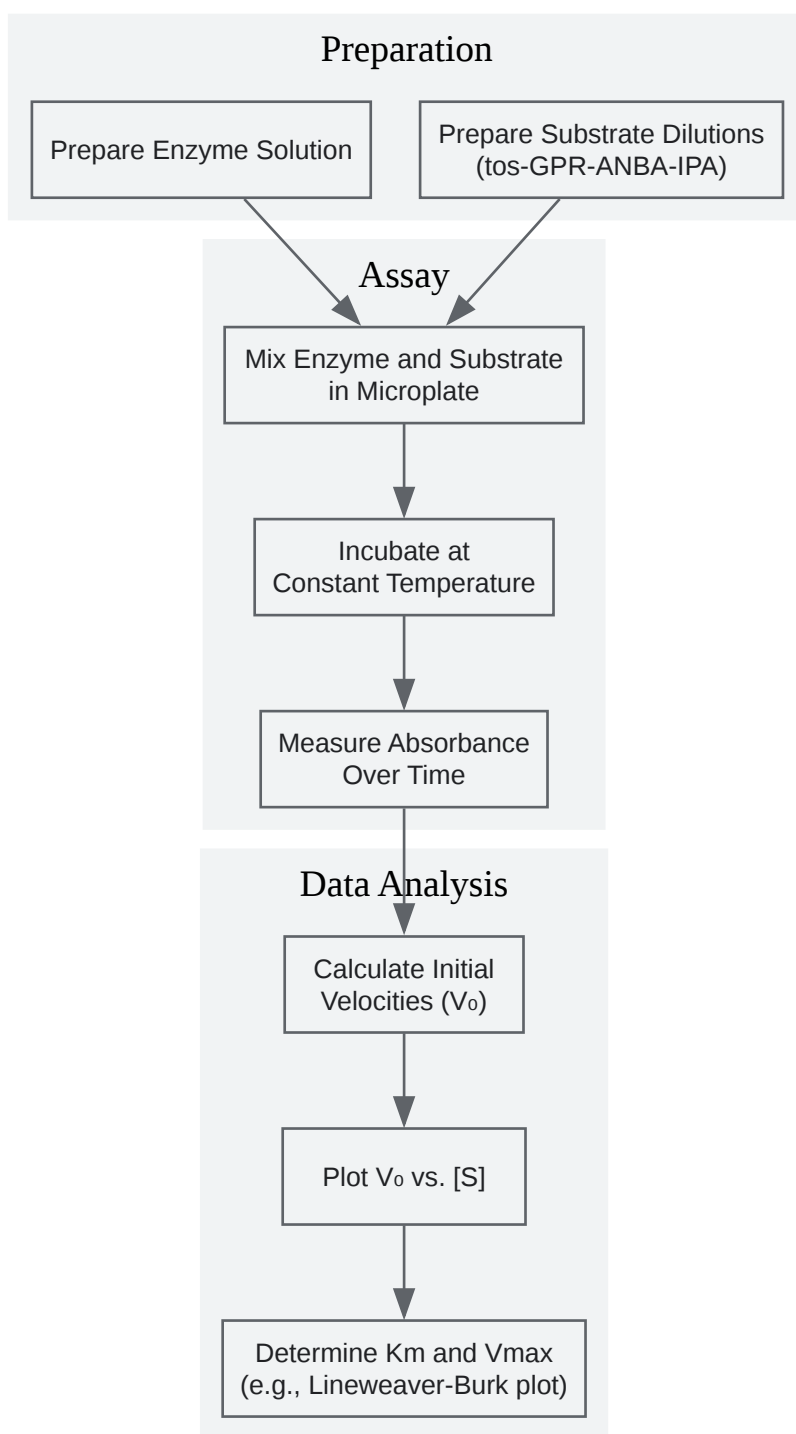 Preparation
Prepare Enzyme Solution
Prepare Substrate Dilutions
(tos-GPR-ANBA-IPA)
Assay
Mix Enzyme and Substrate
in Microplate
Incubate at
Constant Temperature
Measure Absorbance
Over Time
Data Analysis
Calculate Initial
Velocities (V₀)
Plot V₀ vs. [S]
Determine Km and Vmax
(e.g., Lineweaver-Burk plot)